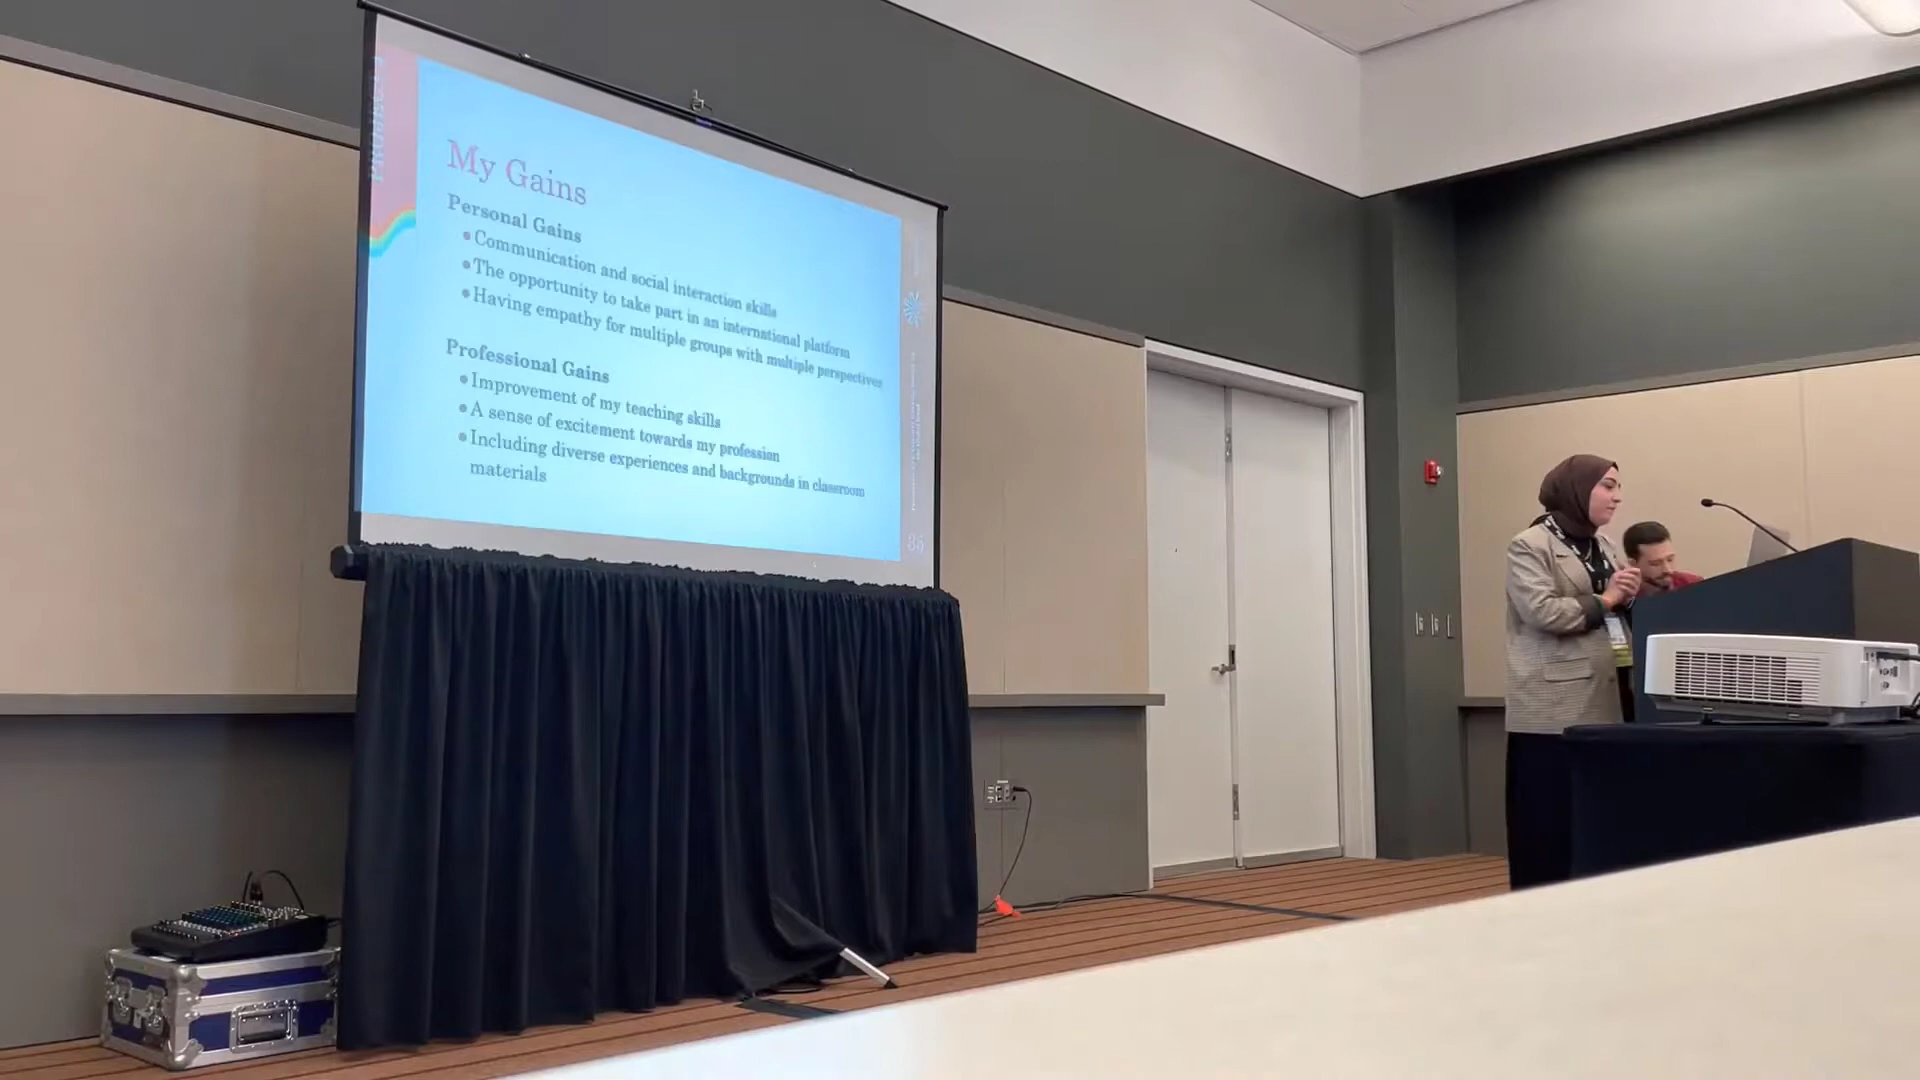 My Gains
Personal Gains
•Communication and social interaction skills
•The opportunity to take part in an international platform
•Having empathy for multiple groups with multiple perspectives
Professional Gains
•Improvement of my teaching skills
•A sense of excitement towards my profession
•Including diverse experiences and backgrounds in classroom
materials
35